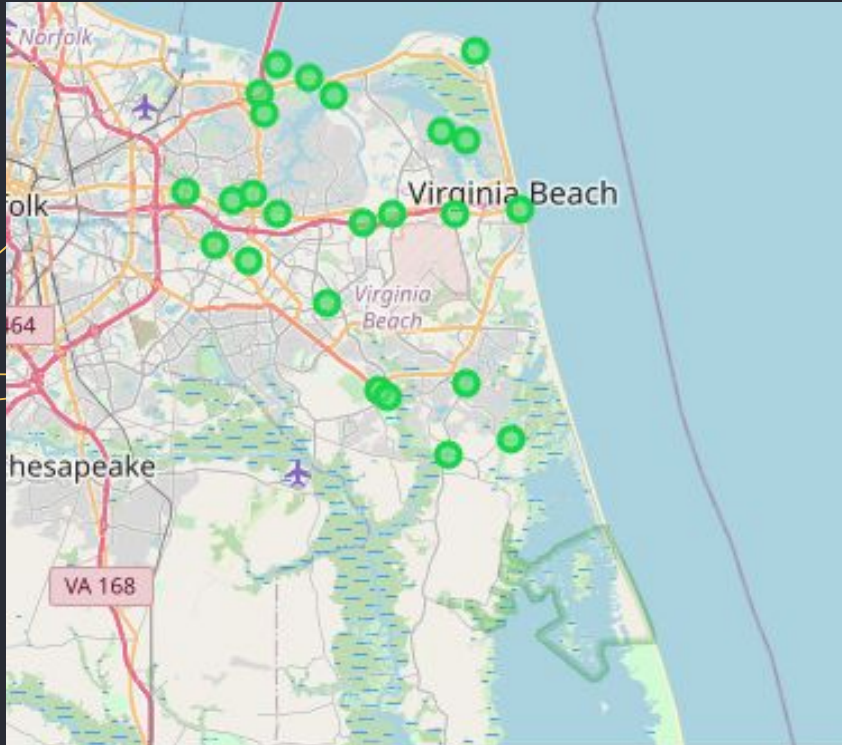 Norfolk
Virginia Beach
folk
Virginia
Beach
464
hesapeake
VA 168